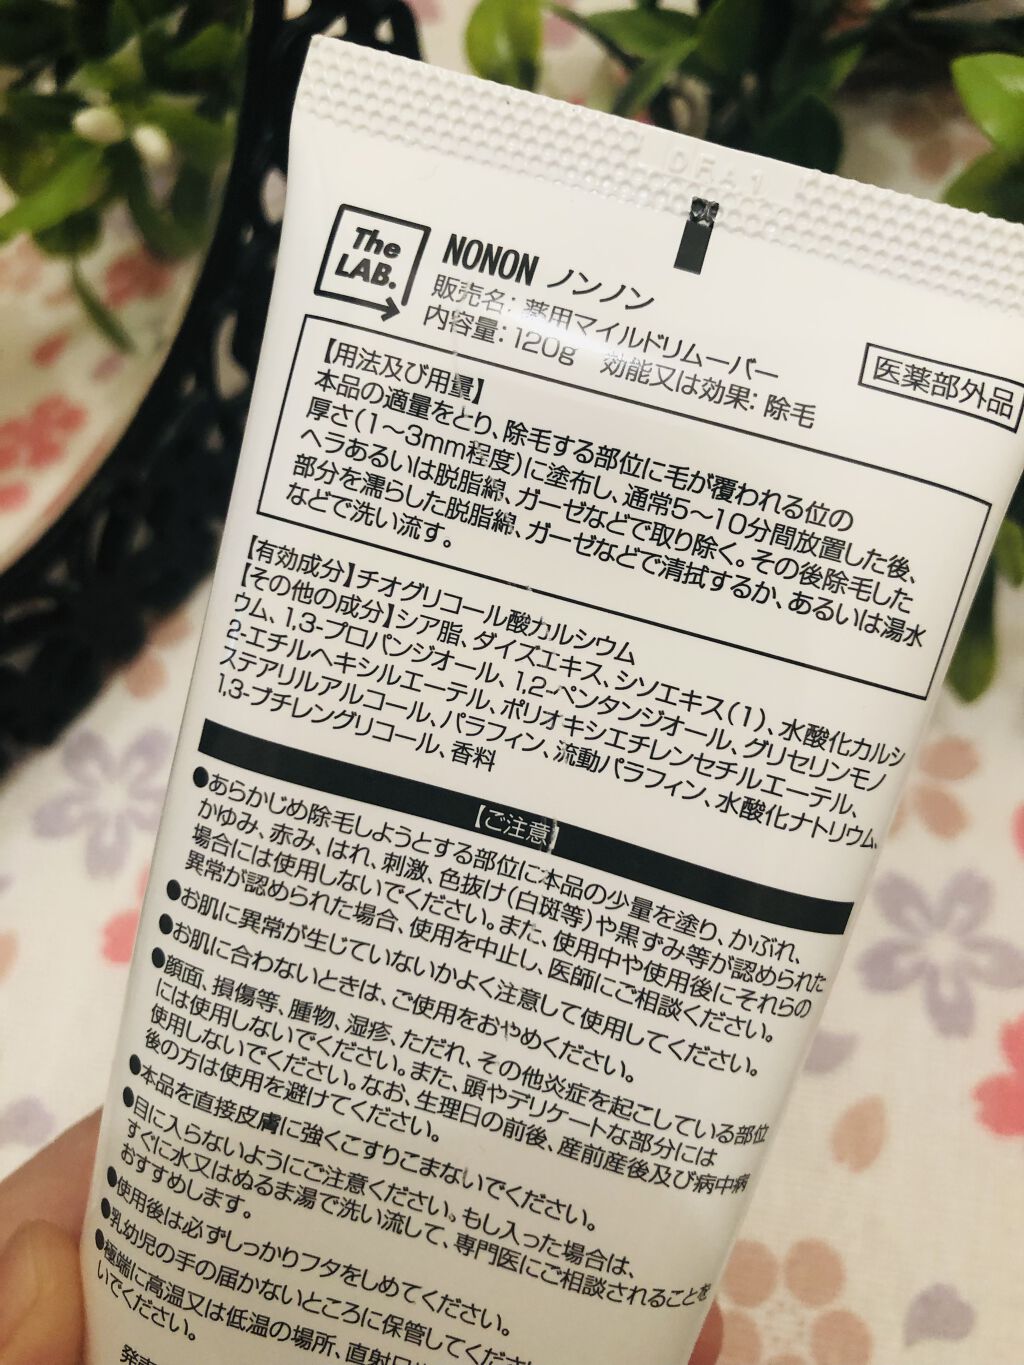 The
LAB.
NONON ノンノン
販売名：薬用マイルドリムーバー
内容量：120g 効能又は効果：除毛
医薬部外品
【用法及び用量】
本品の適量をとり、除毛する部位に毛が覆われる位の
厚さ（1～3mm程度）に塗布し、通常5～10分間放置した後、
ヘラあるいは脱脂綿、ガーゼなどで取り除く。その後除毛した
部分を濡らした脱脂綿、ガーゼなどで清拭するか、あるいは湯水
などで洗い流す。
【有効成分】チオグリコール酸カルシウム
【その他の成分】シア脂、ダイズエキス、シソエキス（1）、水酸化カルシ
ウム、1,3-プロパンジオール、1,2-ペンタンジオール、グリセリンモノ
2-エチルヘキシルエーテル、ポリオキシエチレンセチルエーテル、
ステアリルアルコール、パラフィン、流動パラフィン、水酸化ナトリウム、
1,3-ブチレングリコール、香料
【ご注意】
●あらかじめ除毛しようとする部位に本品の少量を塗り、かぶれ、
かゆみ、赤み、はれ、刺激、色抜け（白斑等）や黒ずみ等が認められた
場合には使用しないでください。また、使用中や使用後にそれらの
異常が認められた場合、使用を中止し、医師にご相談ください。
●お肌に異常が生じていないかよく注意して使用してください。
●お肌に合わないときは、ご使用をおやめください。
●顔面、損傷等、腫物、湿疹、ただれ、その他炎症を起こしている部位
には使用しないでください。また、頭やデリケートな部分には
使用しないでください。なお、生理日の前後、産前産後及び病中病
後の方は使用を避けてください。
●本品を直接皮膚に強くこすりこまないでください。
●目に入らないようにご注意ください。もし入った場合は、
すぐに水又はぬるま湯で洗い流して、専門医にご相談されることを
おすすめします。
●使用後は必ずしっかりフタをしめてください。
●乳幼児の手の届かないところに保管してくださ
●極端に高温又は低温の場所、直射
いでください。
発売